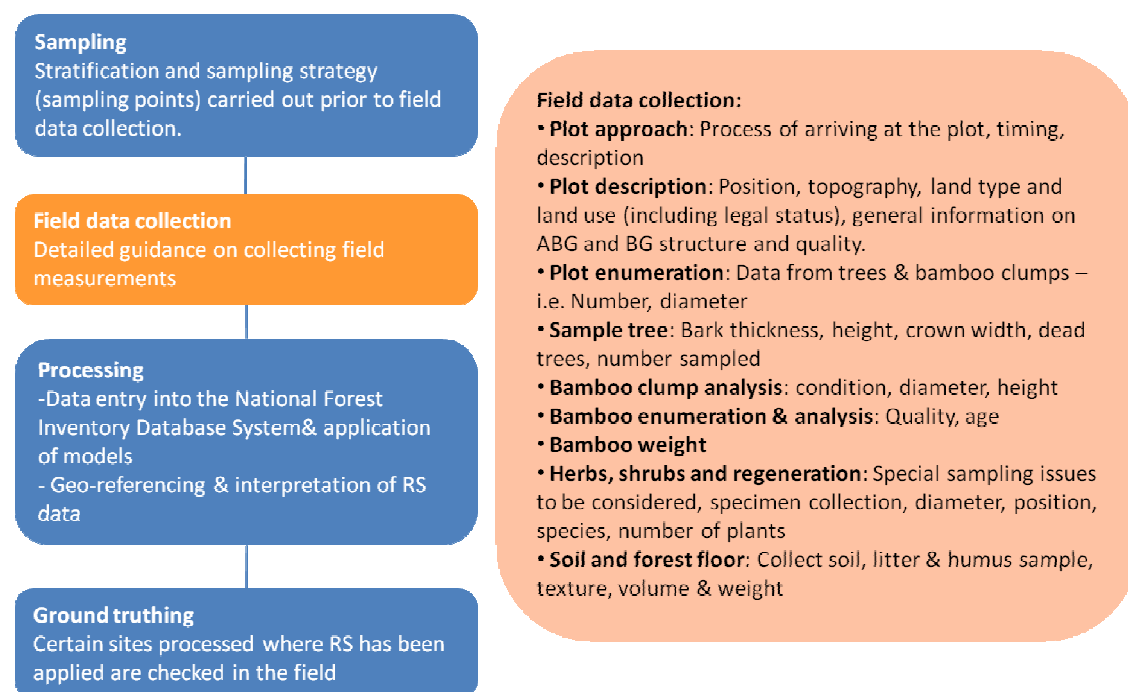 Sampling
Stratification and sampling strategy
(sampling points) carried out prior to field
data collection.
Field data collection
Detailed guidance on collecting field
measurements
Processing
-Data entry into the National Forest
Inventory Database System& application
of models
- Geo-referencing & interpretation of RS
data
Ground truthing
Certain sites processed where RS has been
applied are checked in the field
Field data collection:
• Plot approach: Process of arriving at the plot, timing,
description
• Plot description: Position, topography, land type and
land use (including legal status), general information on
ABG and BG structure and quality.
• Plot enumeration: Data from trees & bamboo clumps –
i.e. Number, diameter
• Sample tree: Bark thickness, height, crown width, dead
trees, number sampled
• Bamboo clump analysis: condition, diameter, height
• Bamboo enumeration & analysis: Quality, age
• Bamboo weight
• Herbs, shrubs and regeneration: Special sampling issues
to be considered, specimen collection, diameter, position,
species, number of plants
• Soil and forest floor: Collect soil, litter & humus sample,
texture, volume & weight